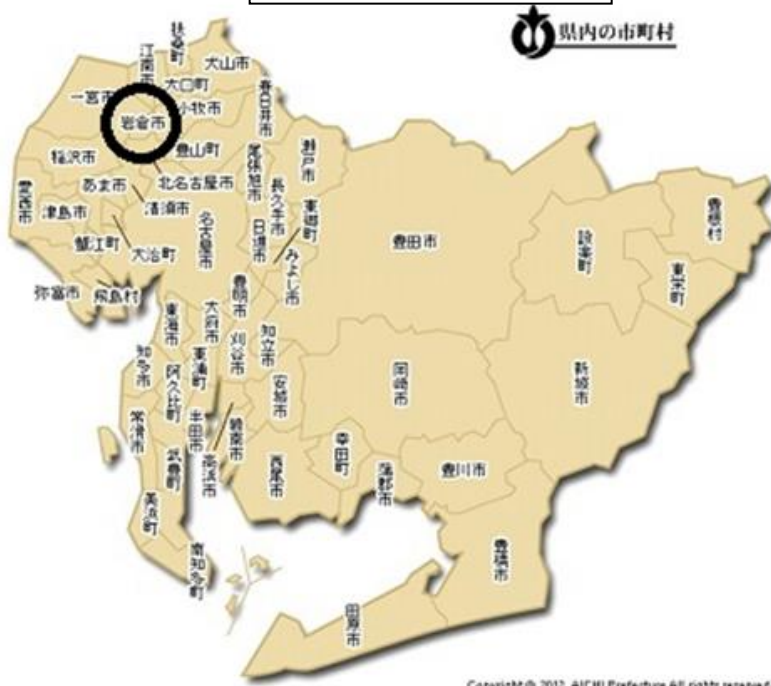 県内の市町村
扶桑町
江南市
犬山市
大口町
一宮市
小牧市
春日井市
岩倉市
豊山町
瀬戸市
稲沢市
尾張旭市
あま市
北名古屋市
長久手市
東郷町
愛西市
津島市
清須市
名古屋市
日進市
豊根村
豊田市
設楽町
蟹江町
大治町
みよし市
東栄町
弥富市
飛島村
豊明市
東海市
大府市
知立市
刈谷市
知多市
東浦町
岡崎市
新城市
阿久比町
安城市
常滑市
半田市
碧南市
高浜市
武豊町
西尾市
幸田町
蒲郡市
豊川市
美浜町
南知多町
豊橋市
田原市
Copyright© 2012, AICHI Prefecture All rights reserved.